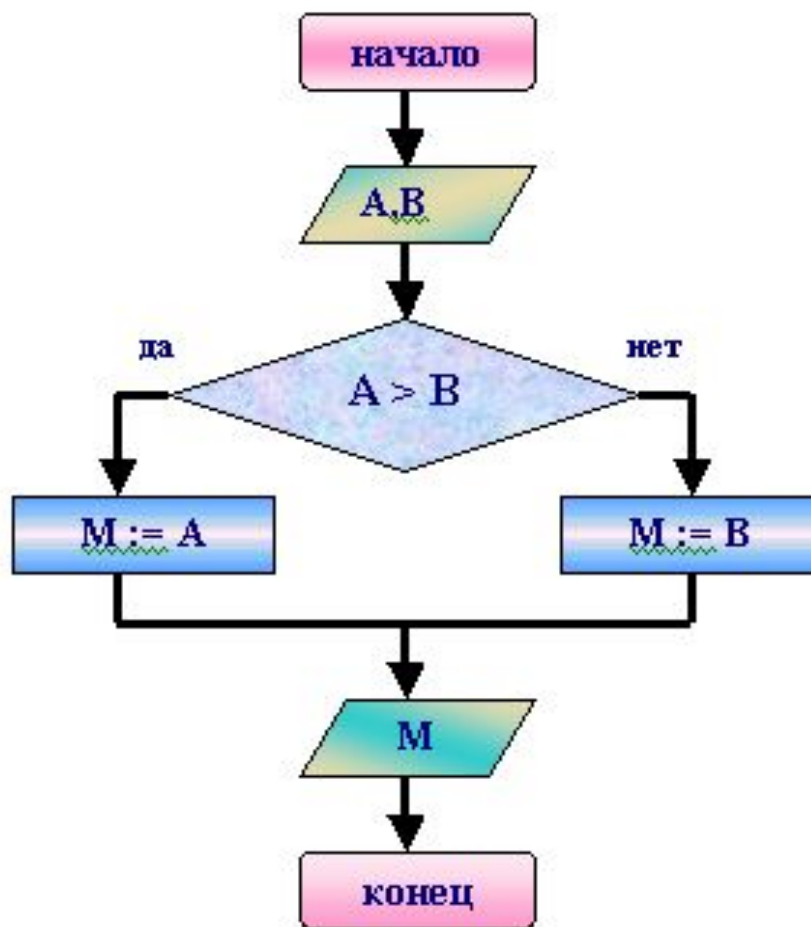 начало
A,B
да
нет
A > B
M := A
M := B
M
конец